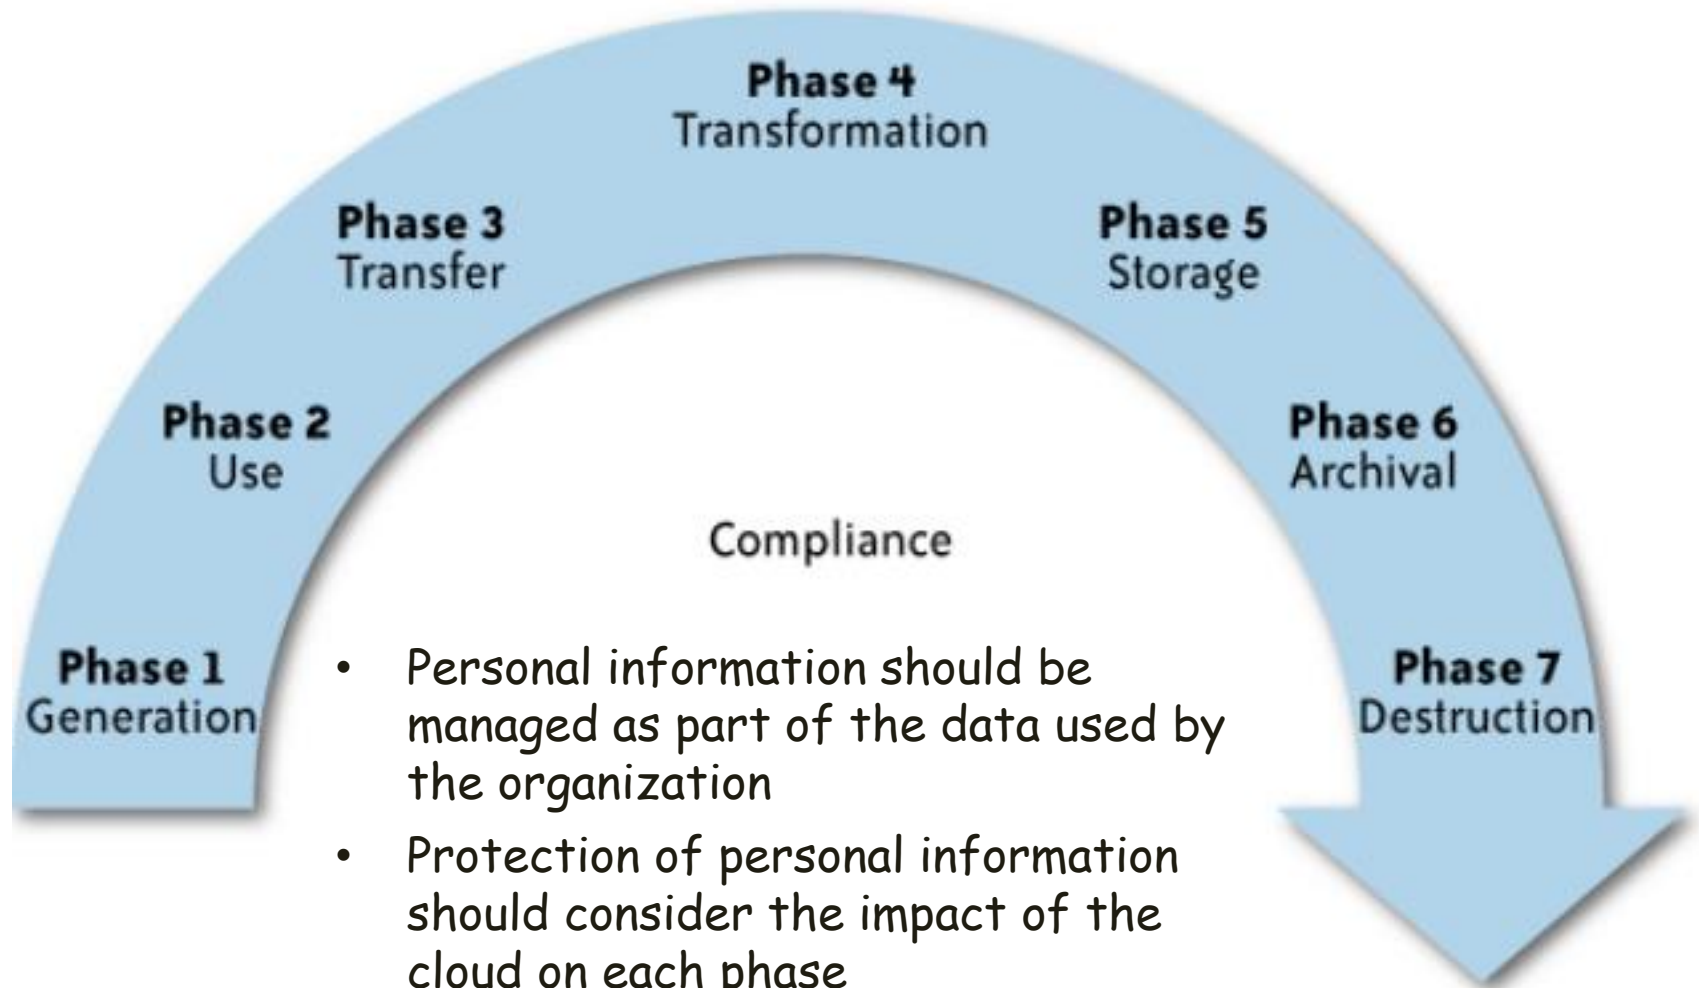 Phase 1
Generation
Phase 2
Use
Phase 3
Transfer
Phase 4
Transformation
Phase 5
Storage
Phase 6
Archival
Phase 7
Destruction
Compliance
• Personal information should be
managed as part of the data used by
the organization
• Protection of personal information
should consider the impact of the
cloud on each phase